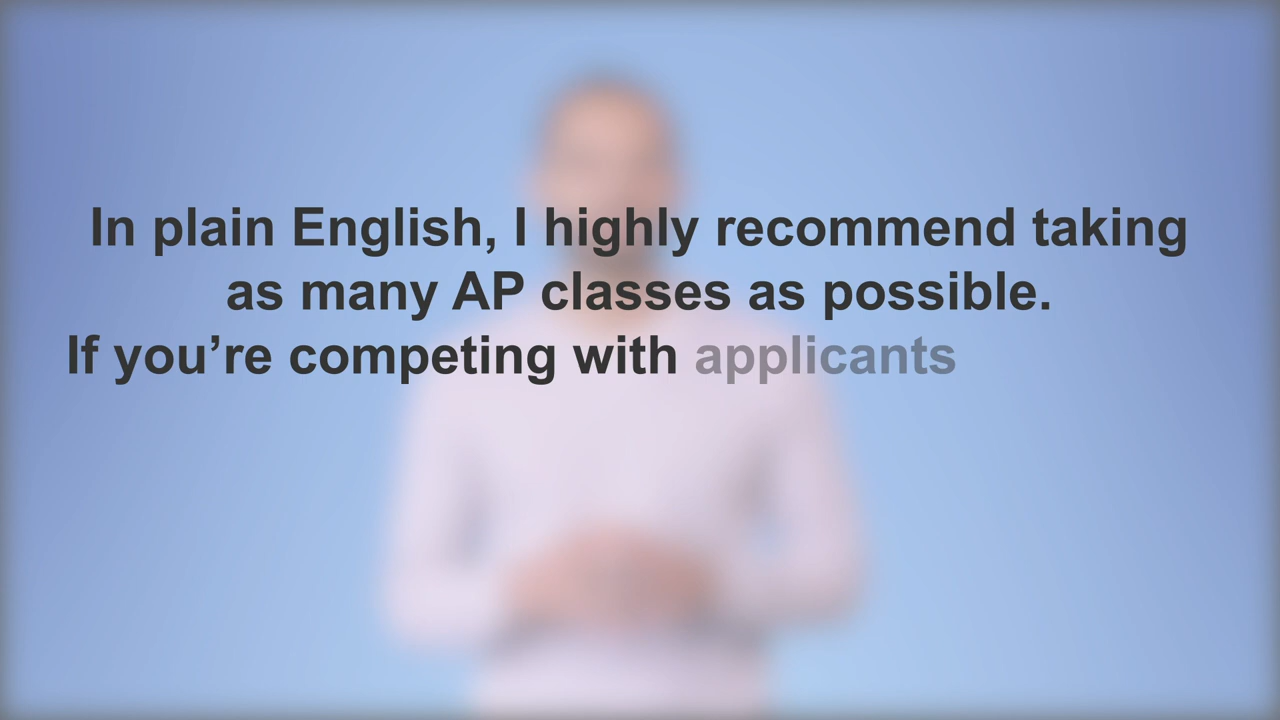 In plain English, I highly recommend taking
as many AP classes as possible.
If you’re competing with applicants